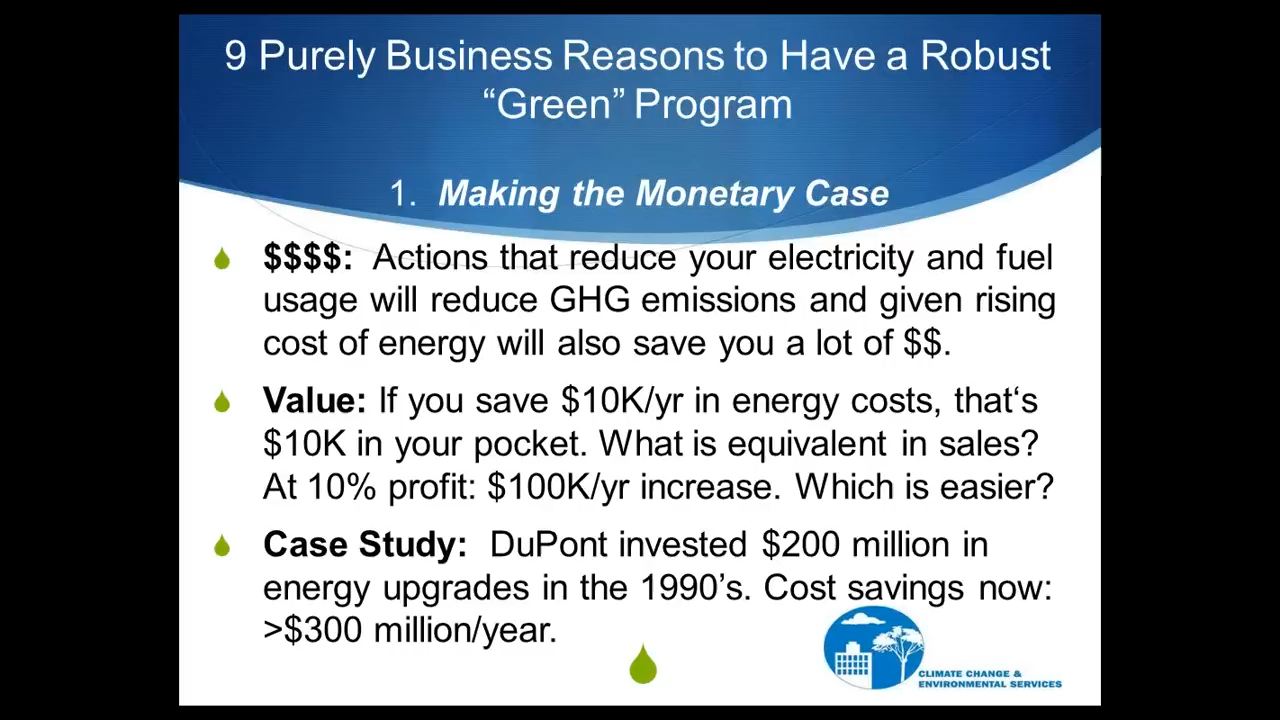 9 Purely Business Reasons to Have a Robust
“Green” Program
1. Making the Monetary Case
$$$$: Actions that reduce your electricity and fuel
usage will reduce GHG emissions and given rising
cost of energy will also save you a lot of $$.
Value: If you save $10K/yr in energy costs, that‘s
$10K in your pocket. What is equivalent in sales?
At 10% profit: $100K/yr increase. Which is easier?
Case Study: DuPont invested $200 million in
energy upgrades in the 1990’s. Cost savings now:
>$300 million/year.
CLIMATE CHANGE &
ENVIRONMENTAL SERVICES